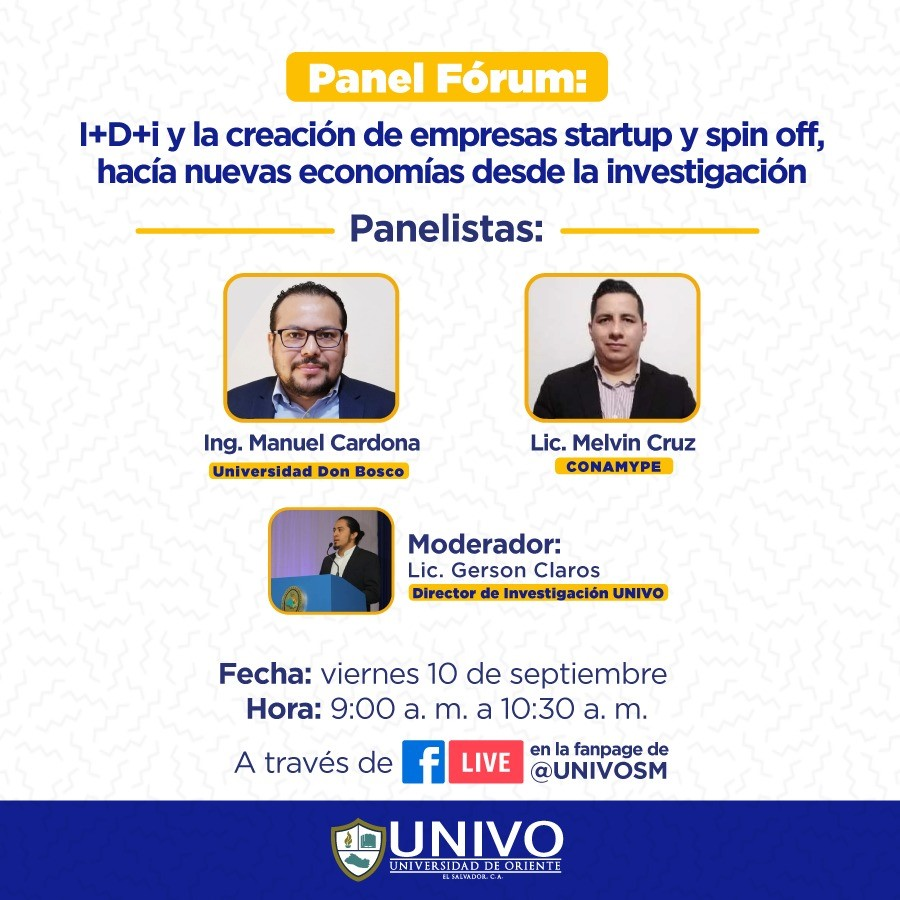 Panel Fórum:
I+D+i y la creación de empresas startup y spin off,
hacía nuevas economías desde la investigación
Panelistas:
Ing. Manuel Cardona
Universidad Don Bosco
Lic. Melvin Cruz
CONAMYPE
Moderador:
Lic. Gerson Claros
Director de Investigación UNIVO
Fecha: viernes 10 de septiembre
Hora: 9:00 a. m. a 10:30 a. m.
A través de f LIVE en la fanpage de
@UNIVOSM
UNIVO
UNIVERSIDAD DE ORIENTE
EL SALVADOR, C.A.